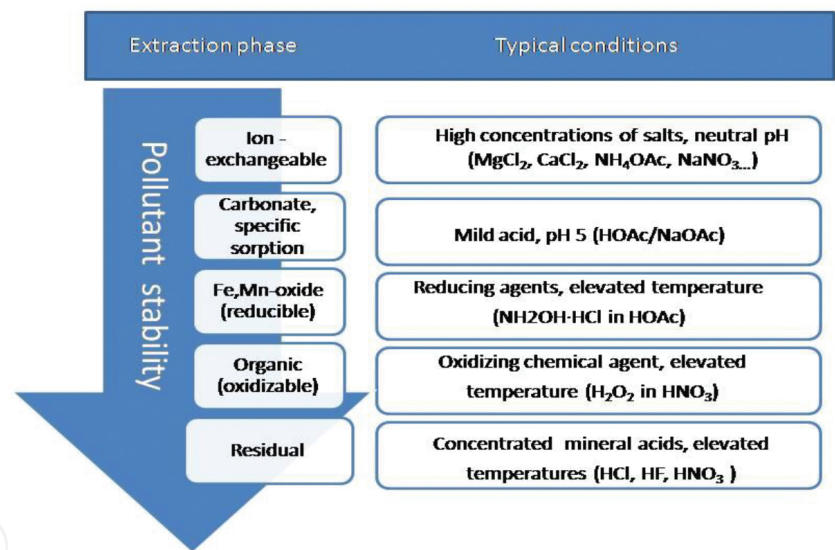 Extraction phase Typical conditions
Pollutant stability
Ion -
exchangeable
High concentrations of salts, neutral pH
(MgCl₂, CaCl₂, NH₄OAc, NaNO₃...)
Carbonate,
specific
sorption
Mild acid, pH 5 (HOAc/NaOAc)
Fe,Mn-oxide
(reducible)
Reducing agents, elevated temperature
(NH2OH·HCl in HOAc)
Organic
(oxidizable)
Oxidizing chemical agent, elevated
temperature (H₂O₂ in HNO₃)
Residual
Concentrated mineral acids, elevated
temperatures (HCl, HF, HNO₃ )